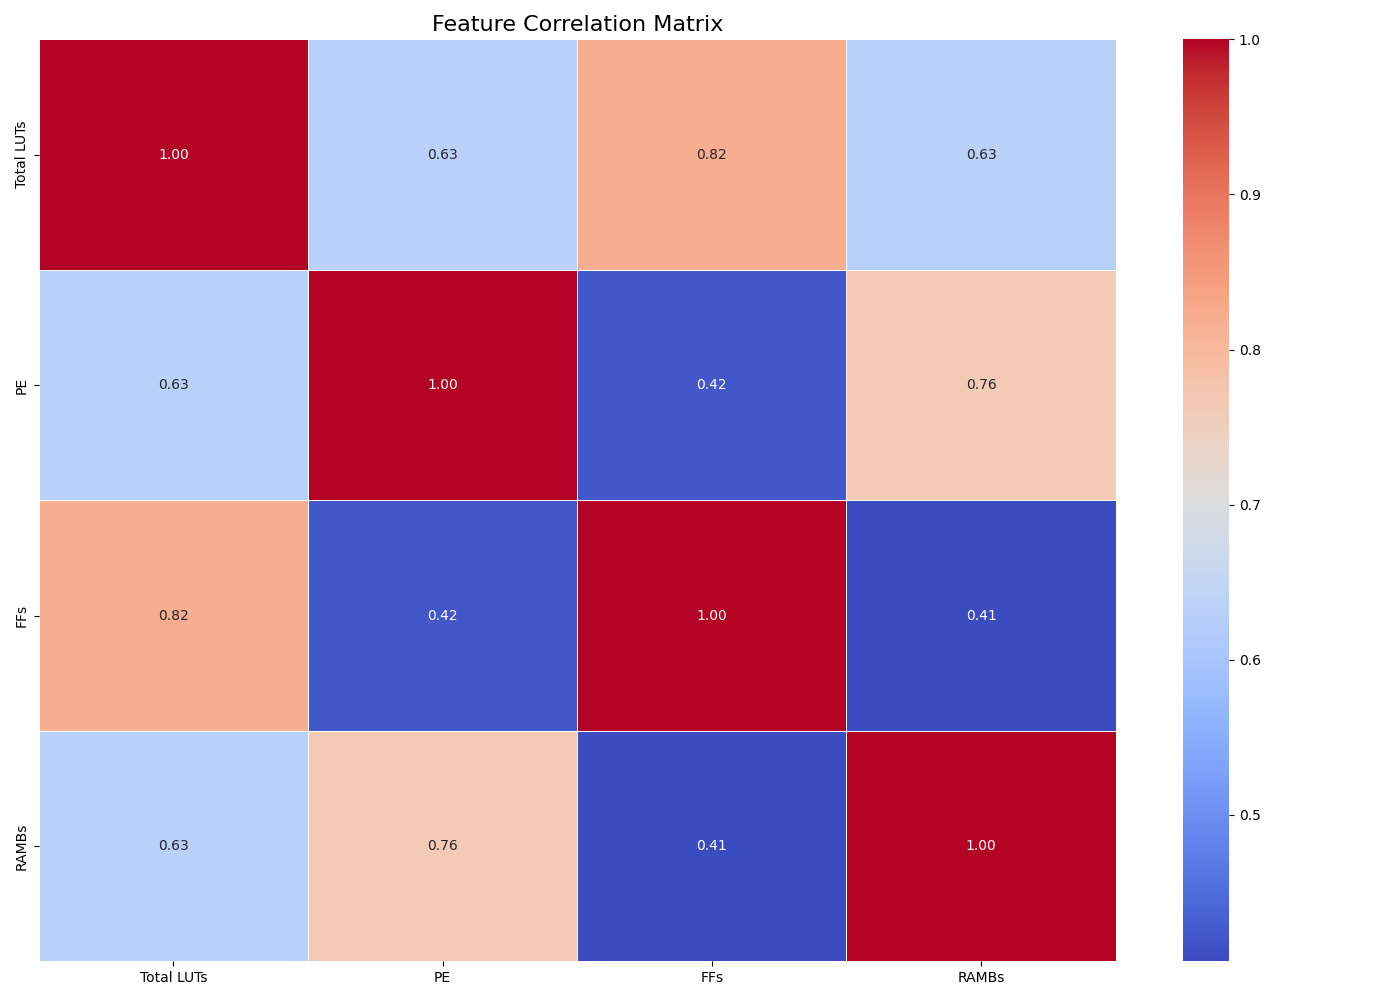 Feature Correlation Matrix
Total LUTs
1.00 0.63 0.82 0.63
PE
0.63 1.00 0.42 0.76
FFs
0.82 0.42 1.00 0.41
RAMBs
0.63 0.76 0.41 1.00
Total LUTs PE FFs RAMBs
1.0
0.9
0.8
0.7
0.6
0.5